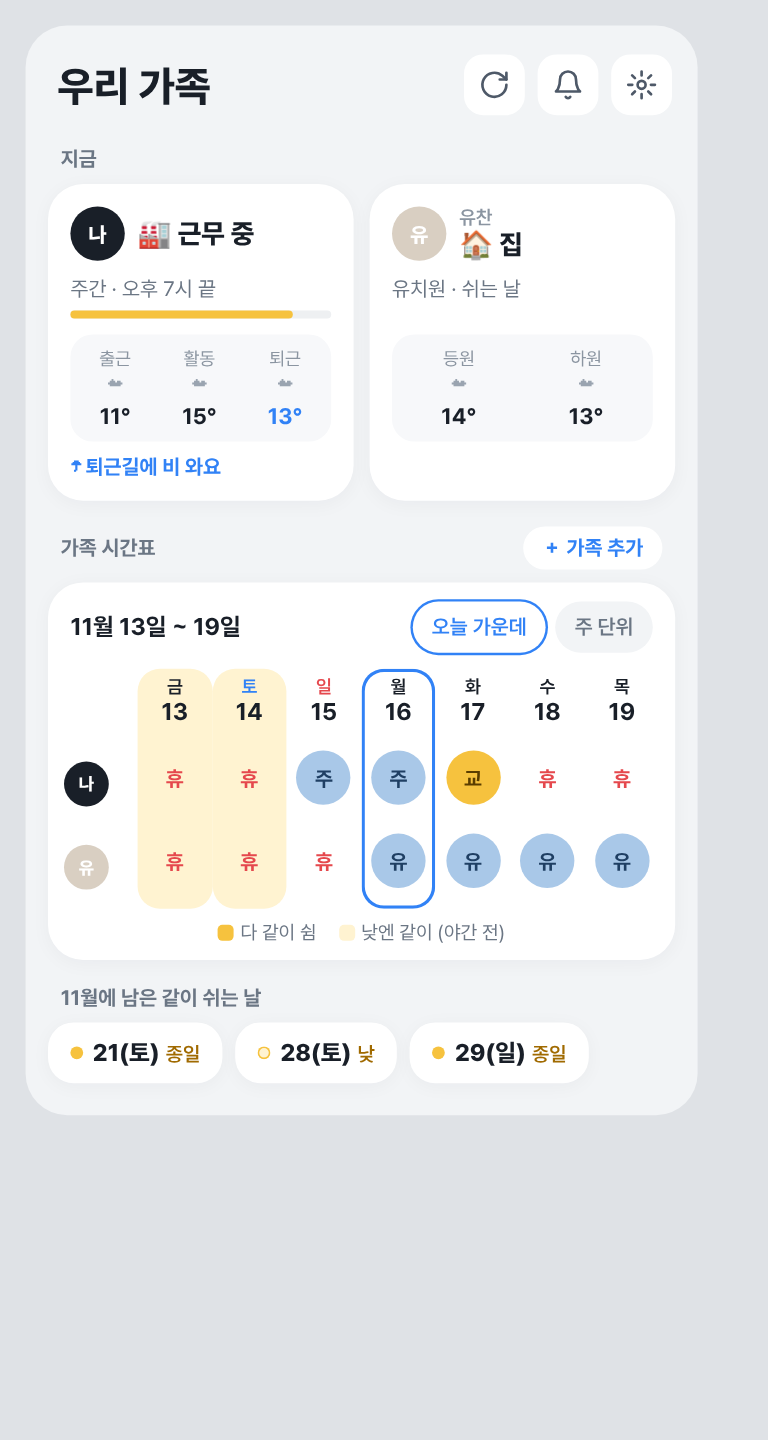 우리 가족
지금
나 🏭 근무 중
주간 · 오후 7시 끝
출근 활동 퇴근
11° 15° 13°
퇴근길에 비 와요
유 유찬
🏠 집
유치원 · 쉬는 날
등원 하원
14° 13°
가족 시간표
+ 가족 추가
11월 13일 ~ 19일
오늘 가운데 주 단위
금 토 일 월 화 수 목
13 14 15 16 17 18 19
나 휴 휴 주 주 교 휴 휴
유 휴 휴 휴 유 유 유 유
다 같이 쉼 낮엔 같이 (야간 전)
11월에 남은 같이 쉬는 날
21(토) 종일 28(토) 낮 29(일) 종일